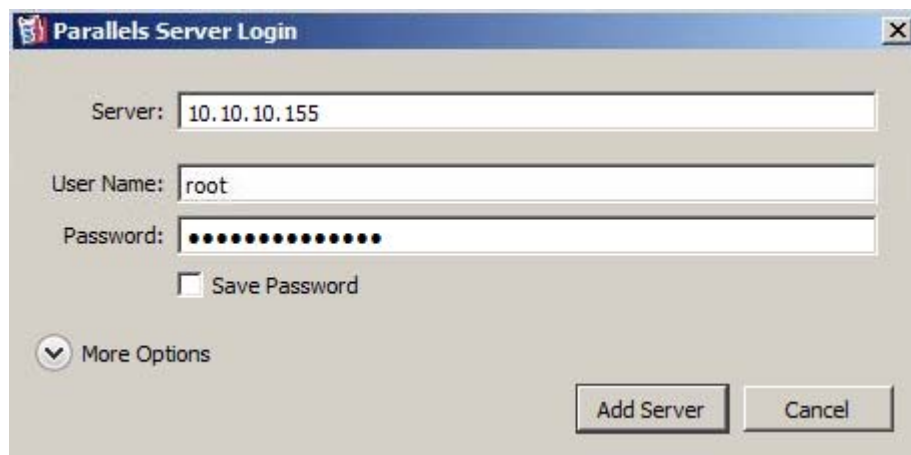 Parallels Server Login
Server: 10.10.10.155
User Name: root
Password: ••••••••••••••
Save Password
More Options
Add Server Cancel